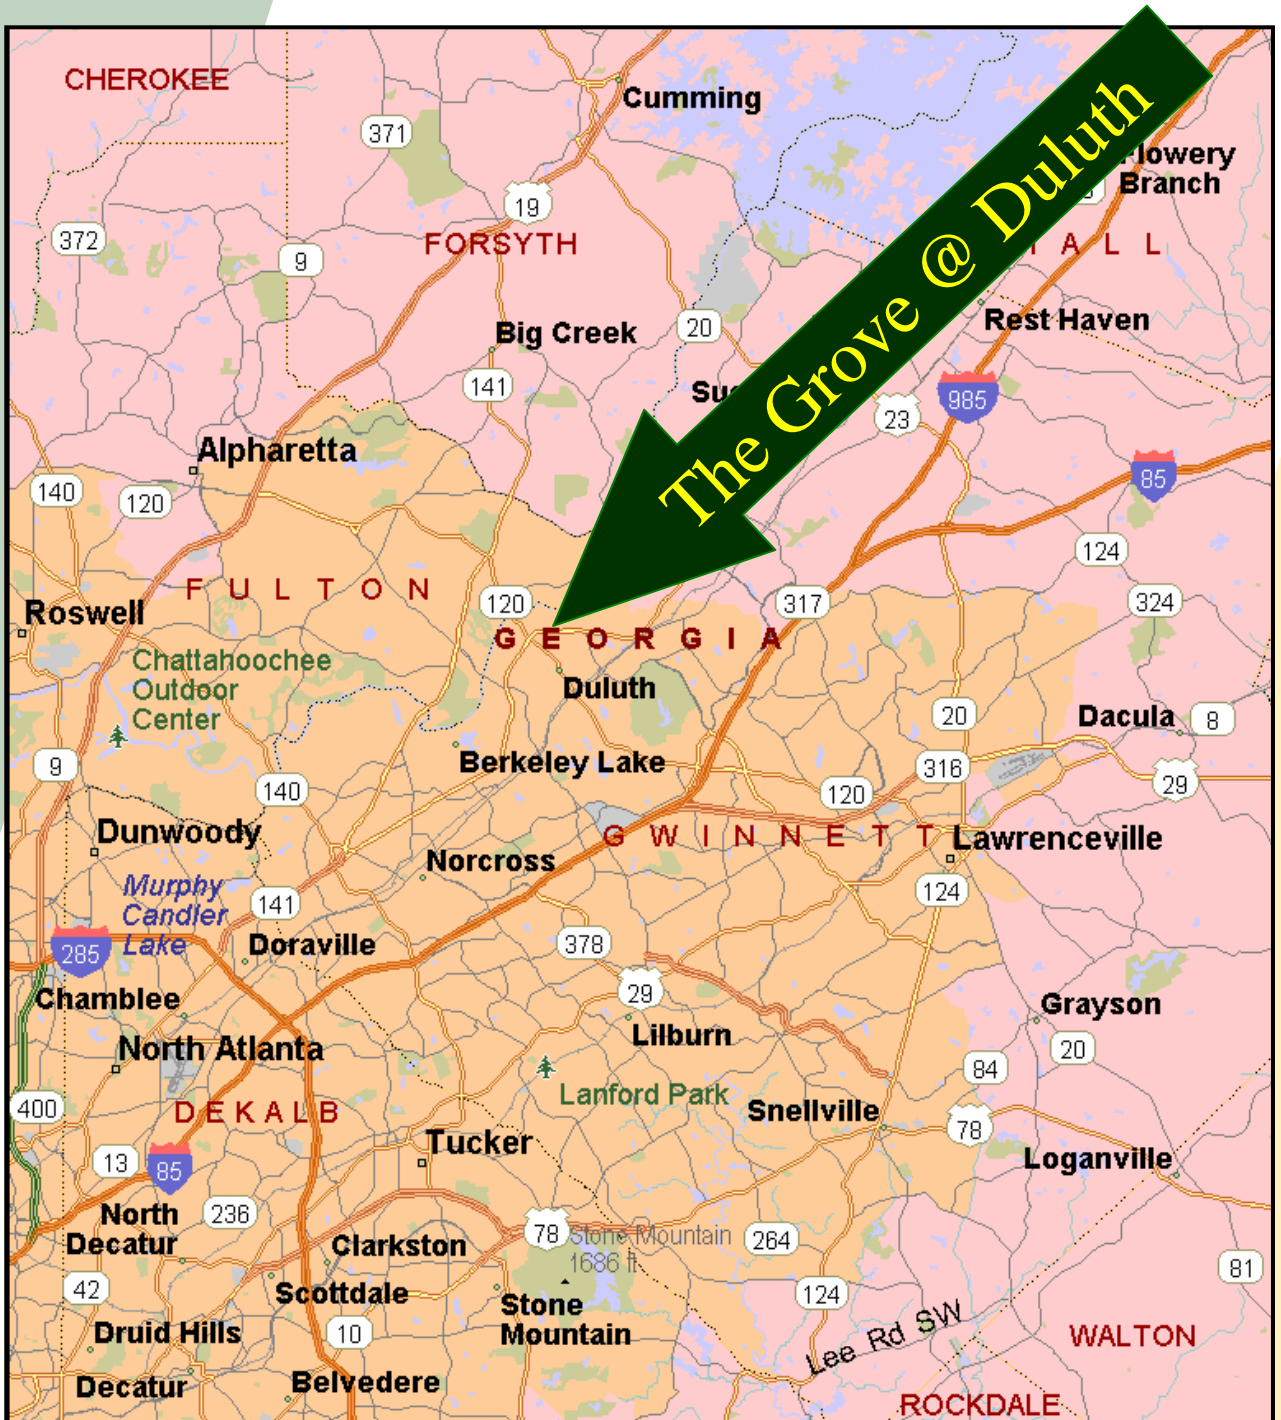 The Grove @ Duluth
CHEROKEE
Cumming
371
Flowery
Branch
19
372
FORSYTH
9
A L L
20
Rest Haven
Big Creek
141
985
23
Alpharetta
85
140
120
124
FULTON
120
317
324
Roswell
GEORGIA
Chattahoochee
Outdoor
Center
Duluth
20
Dacula
8
9
Berkeley Lake
316
29
140
120
Dunwoody
GWINNETT
Lawrenceville
Norcross
Murphy
Candler
Lake
141
124
285
Doraville
378
Chamblee
29
Grayson
Lilburn
North Atlanta
20
84
400
Lanford Park
DEKALB
Snellville
78
Tucker
13
85
Loganville
North
Decatur
236
78
Stone Mountain
1686 ft
264
Clarkston
81
42
Scottdale
124
Stone
Mountain
Druid Hills
10
Lee Rd SW
WALTON
Decatur
Belvedere
ROCKDALE